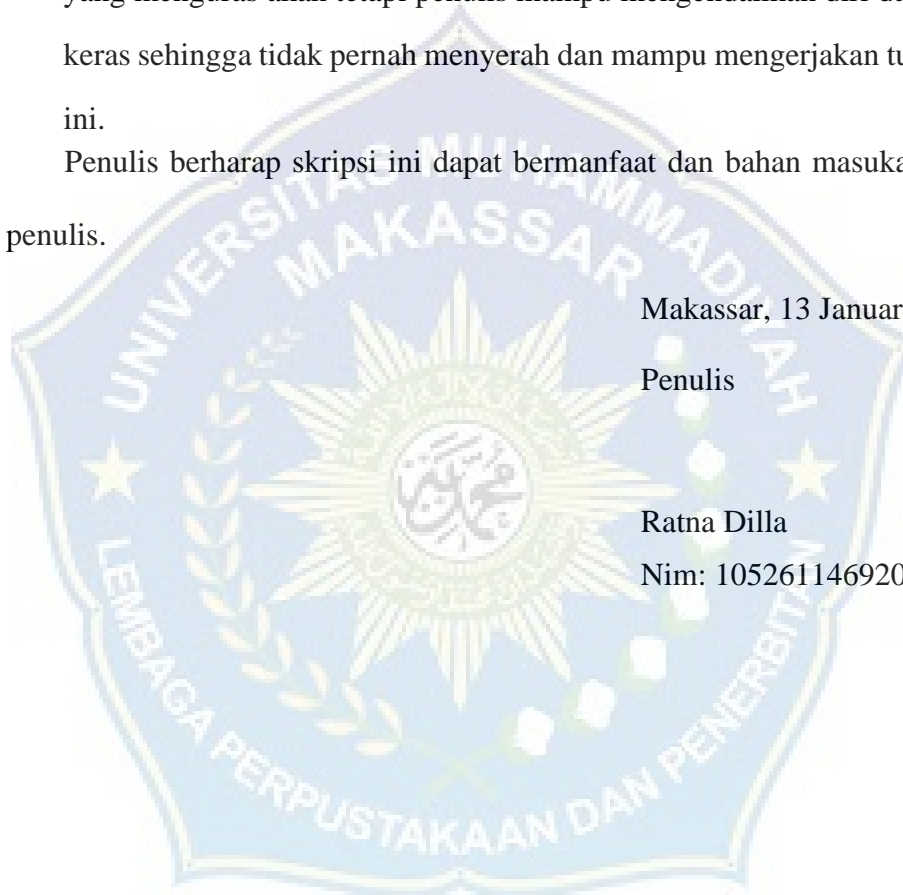 keras sehingga tidak pernah menyerah dan mampu mengerjakan tu
ini.
Penulis berharap skripsi ini dapat bermanfaat dan bahan masuka
penulis.
Makassar, 13 Januar
Penulis
Ratna Dilla
Nim: 105261146920
UNIVERSITAS MUHAMMADIYAH
MAKASSAR
محمد
LEMBAGA PERPUSTAKAAN DAN PENERBITAN